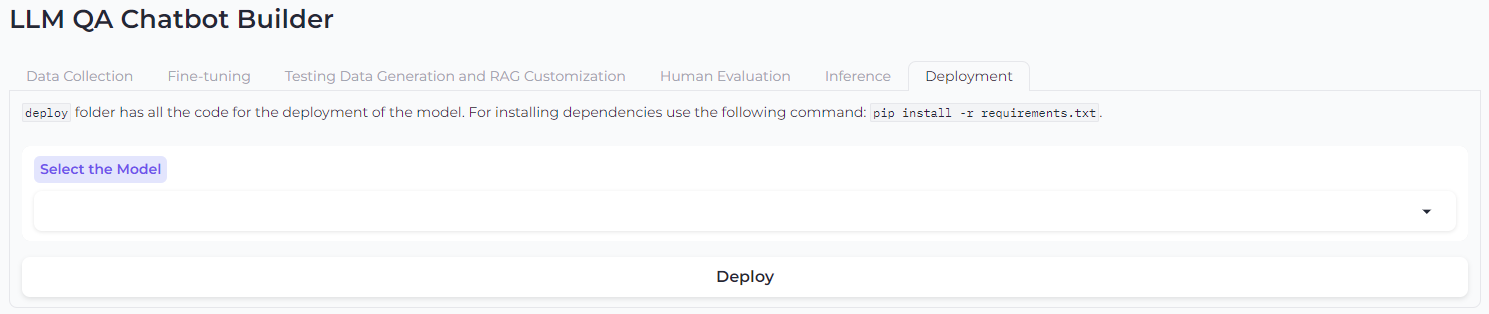 LLM QA Chatbot Builder
Data Collection Fine-tuning Testing Data Generation and RAG Customization Human Evaluation Inference Deployment
deploy folder has all the code for the deployment of the model. For installing dependencies use the following command: pip install -r requirements.txt.
Select the Model
Deploy